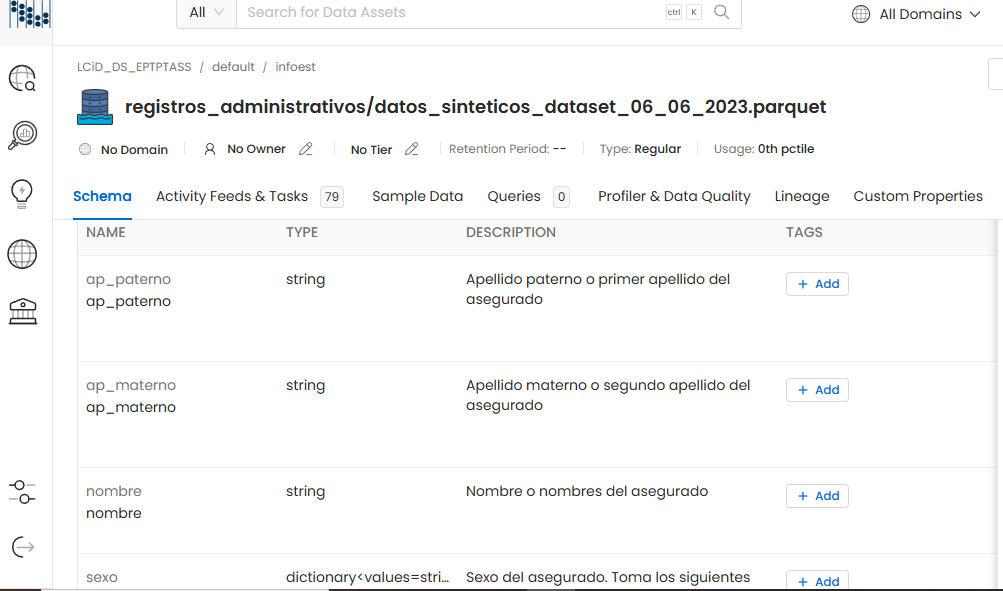 All Search for Data Assets ctrl K All Domains
LCiD_DS_EPTPTASS / default / infoest
registros_administrativos/datos_sinteticos_dataset_06_06_2023.parquet
No Domain No Owner No Tier Retention Period: -- Type: Regular Usage: 0th pctile
Schema Activity Feeds & Tasks 79 Sample Data Queries 0 Profiler & Data Quality Lineage Custom Properties
NAME TYPE DESCRIPTION TAGS
ap_paterno string Apellido paterno o primer apellido del + Add
ap_paterno asegurado
ap_materno string Apellido materno o segundo apellido del + Add
ap_materno asegurado
nombre string Nombre o nombres del asegurado + Add
nombre
sexo dictionary<values=stri... Sexo del asegurado. Toma los siguientes + Add